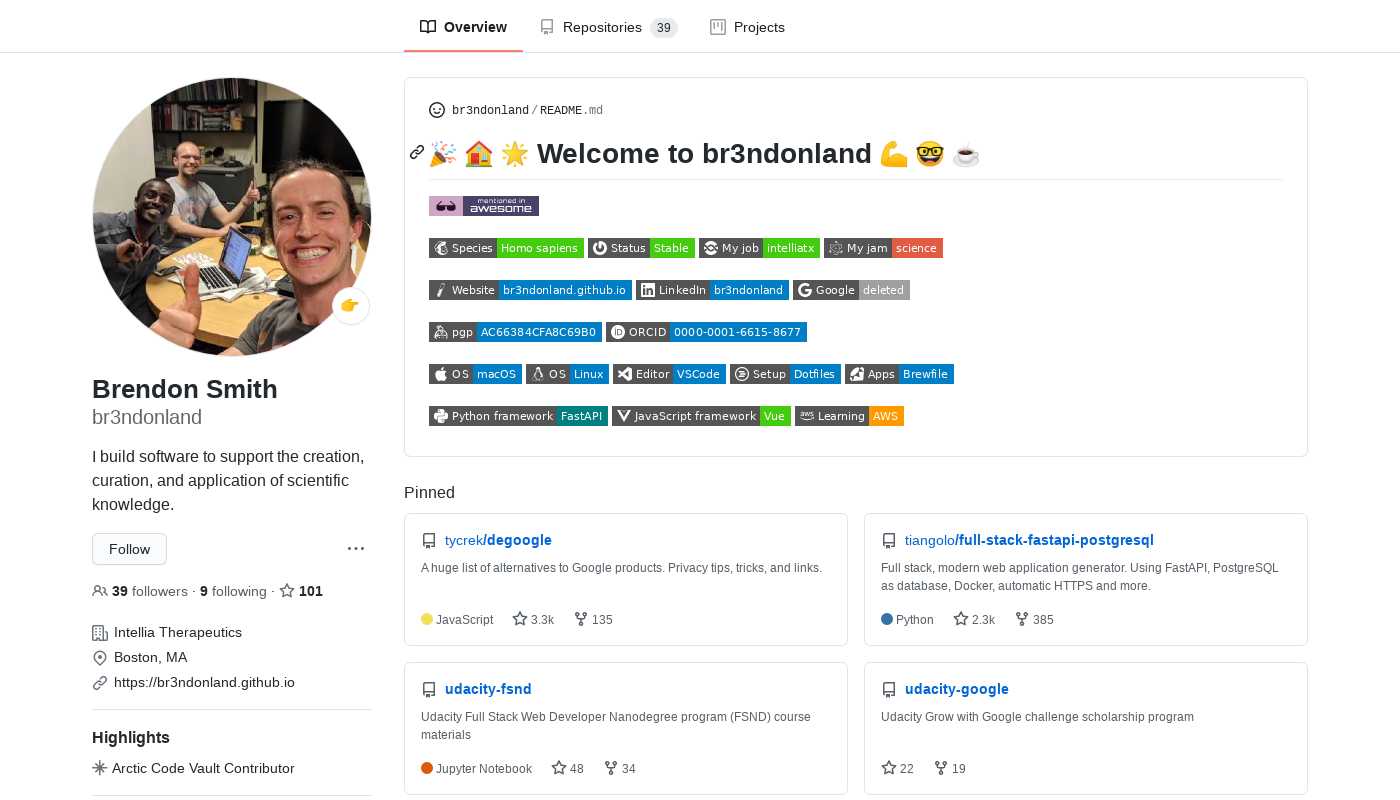 Overview
Repositories 39
Projects
br3ndonland / README.md
Welcome to br3ndonland
mentioned in
awesome
Species Homo sapiens
Status Stable
My job intelliatx
My jam science
Website br3ndonland.github.io
LinkedIn br3ndonland
Google deleted
pgp AC66384CFA8C69B0
ORCID 0000-0001-6615-8677
OS macOS
OS Linux
Editor VSCode
Setup Dotfiles
Apps Brewfile
Python framework FastAPI
JavaScript framework Vue
aws Learning AWS
Brendon Smith
br3ndonland
I build software to support the creation,
curation, and application of scientific
knowledge.
Follow
39 followers · 9 following · 101
Intellia Therapeutics
Boston, MA
https://br3ndonland.github.io
Highlights
Arctic Code Vault Contributor
Pinned
tycrek/degoogle
A huge list of alternatives to Google products. Privacy tips, tricks, and links.
JavaScript 3.3k 135
tiangolo/full-stack-fastapi-postgresql
Full stack, modern web application generator. Using FastAPI, PostgreSQL
as database, Docker, automatic HTTPS and more.
Python 2.3k 385
udacity-fsnd
Udacity Full Stack Web Developer Nanodegree program (FSND) course
materials
Jupyter Notebook 48 34
udacity-google
Udacity Grow with Google challenge scholarship program
22 19